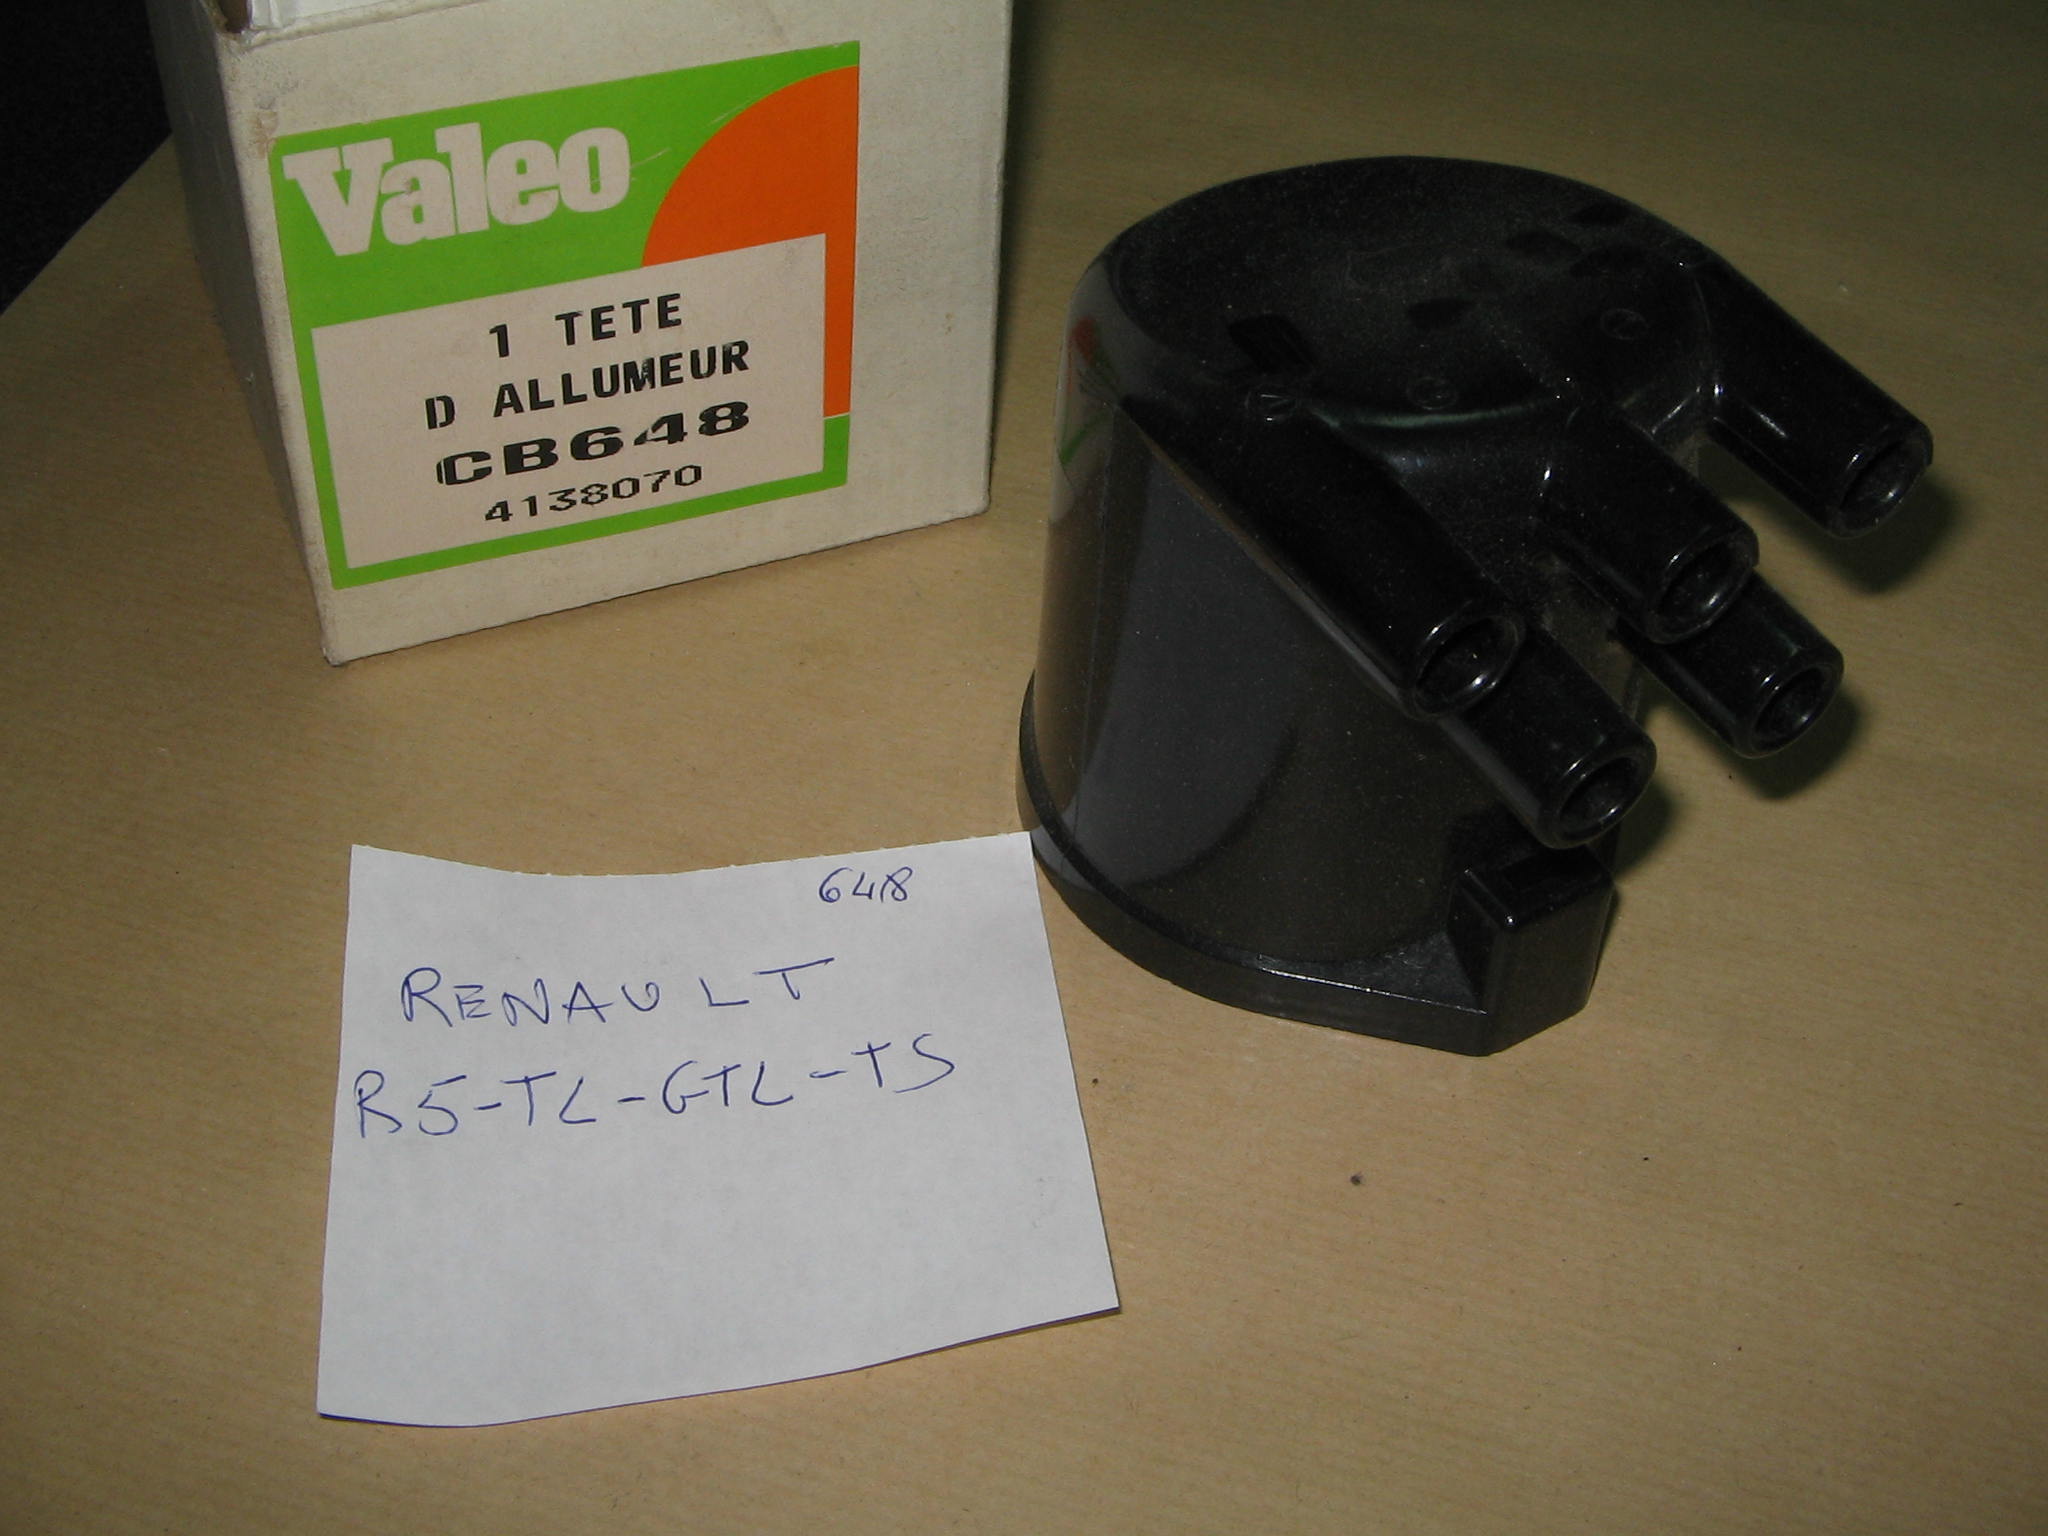 Valeo
1 TETE
D ALLUMEUR
CB648
4138070
648
RENAULT
R5-TL-GTL-TS